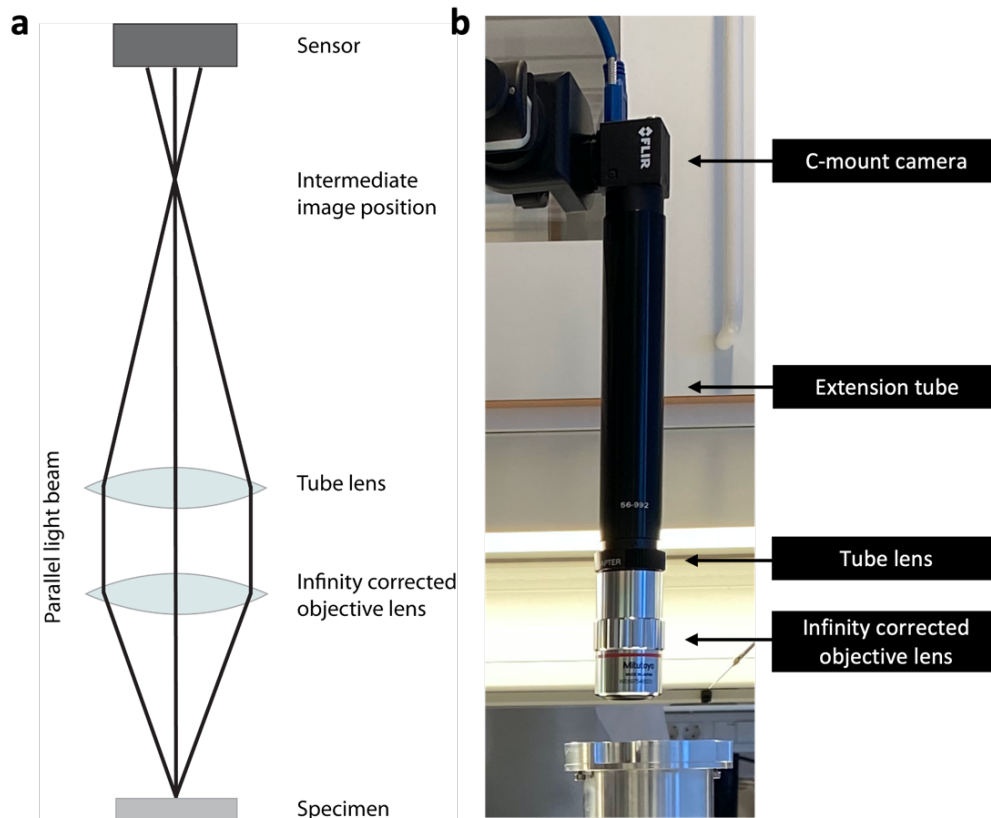 a
Sensor
Intermediate
image position
Parallel light beam
Tube lens
Infinity corrected
objective lens
Specimen
b
FLIR
56-992
Mitutoyo
C-mount camera
Extension tube
Tube lens
Infinity corrected
objective lens